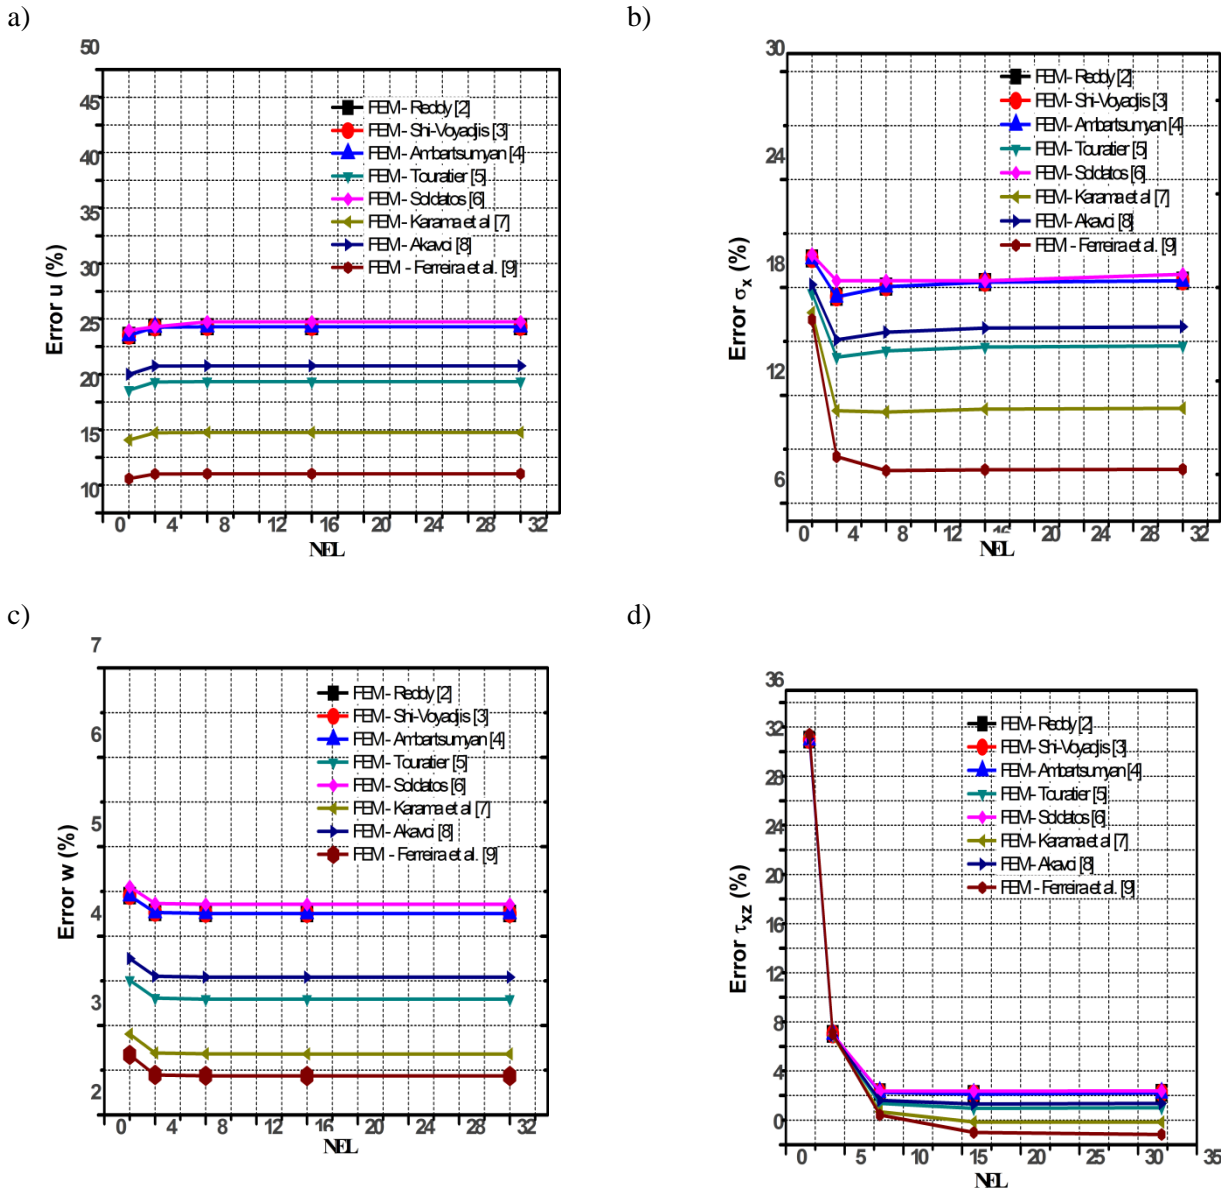 a)
50
45
40
35
30
25
20
15
10
Error u (%)
FEM - Reddy [2]
FEM - Shi-Voyadjis [3]
FEM - Ambartsumyan [4]
FEM - Touratier [5]
FEM - Soldatos [6]
FEM - Karama et al [7]
FEM - Akavci [8]
FEM - Ferreira et al. [9]
0 4 8 12 16 20 24 28 32
NEL
b)
30
24
18
12
6
Error σx (%)
FEM - Reddy [2]
FEM - Shi-Voyadjis [3]
FEM - Ambartsumyan [4]
FEM - Touratier [5]
FEM - Soldatos [6]
FEM - Karama et al [7]
FEM - Akavci [8]
FEM - Ferreira et al. [9]
0 4 8 12 16 20 24 28 32
NEL
c)
7
6
5
4
3
2
Error w (%)
FEM - Reddy [2]
FEM - Shi-Voyadjis [3]
FEM - Ambartsumyan [4]
FEM - Touratier [5]
FEM - Soldatos [6]
FEM - Karama et al [7]
FEM - Akavci [8]
FEM - Ferreira et al. [9]
0 4 8 12 16 20 24 28 32
NEL
d)
36
32
28
24
20
16
12
8
4
0
Error τxz (%)
FEM - Reddy [2]
FEM - Shi-Voyadjis [3]
FEM - Ambartsumyan [4]
FEM - Touratier [5]
FEM - Soldatos [6]
FEM - Karama et al [7]
FEM - Akavci [8]
FEM - Ferreira et al. [9]
0 5 10 15 20 25 30 35
NEL